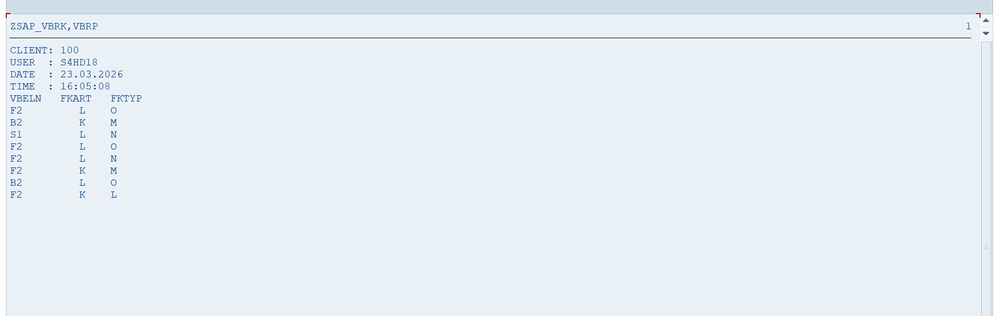 ZSAP_VBRK,VBRP 1
CLIENT: 100
USER  : S4HD18
DATE  : 23.03.2026
TIME  : 16:05:08
VBELN   FKART   FKTYP
F2         L    O
B2         K    M
S1         L    N
F2         L    O
F2         L    N
F2         K    M
B2         L    O
F2         K    L